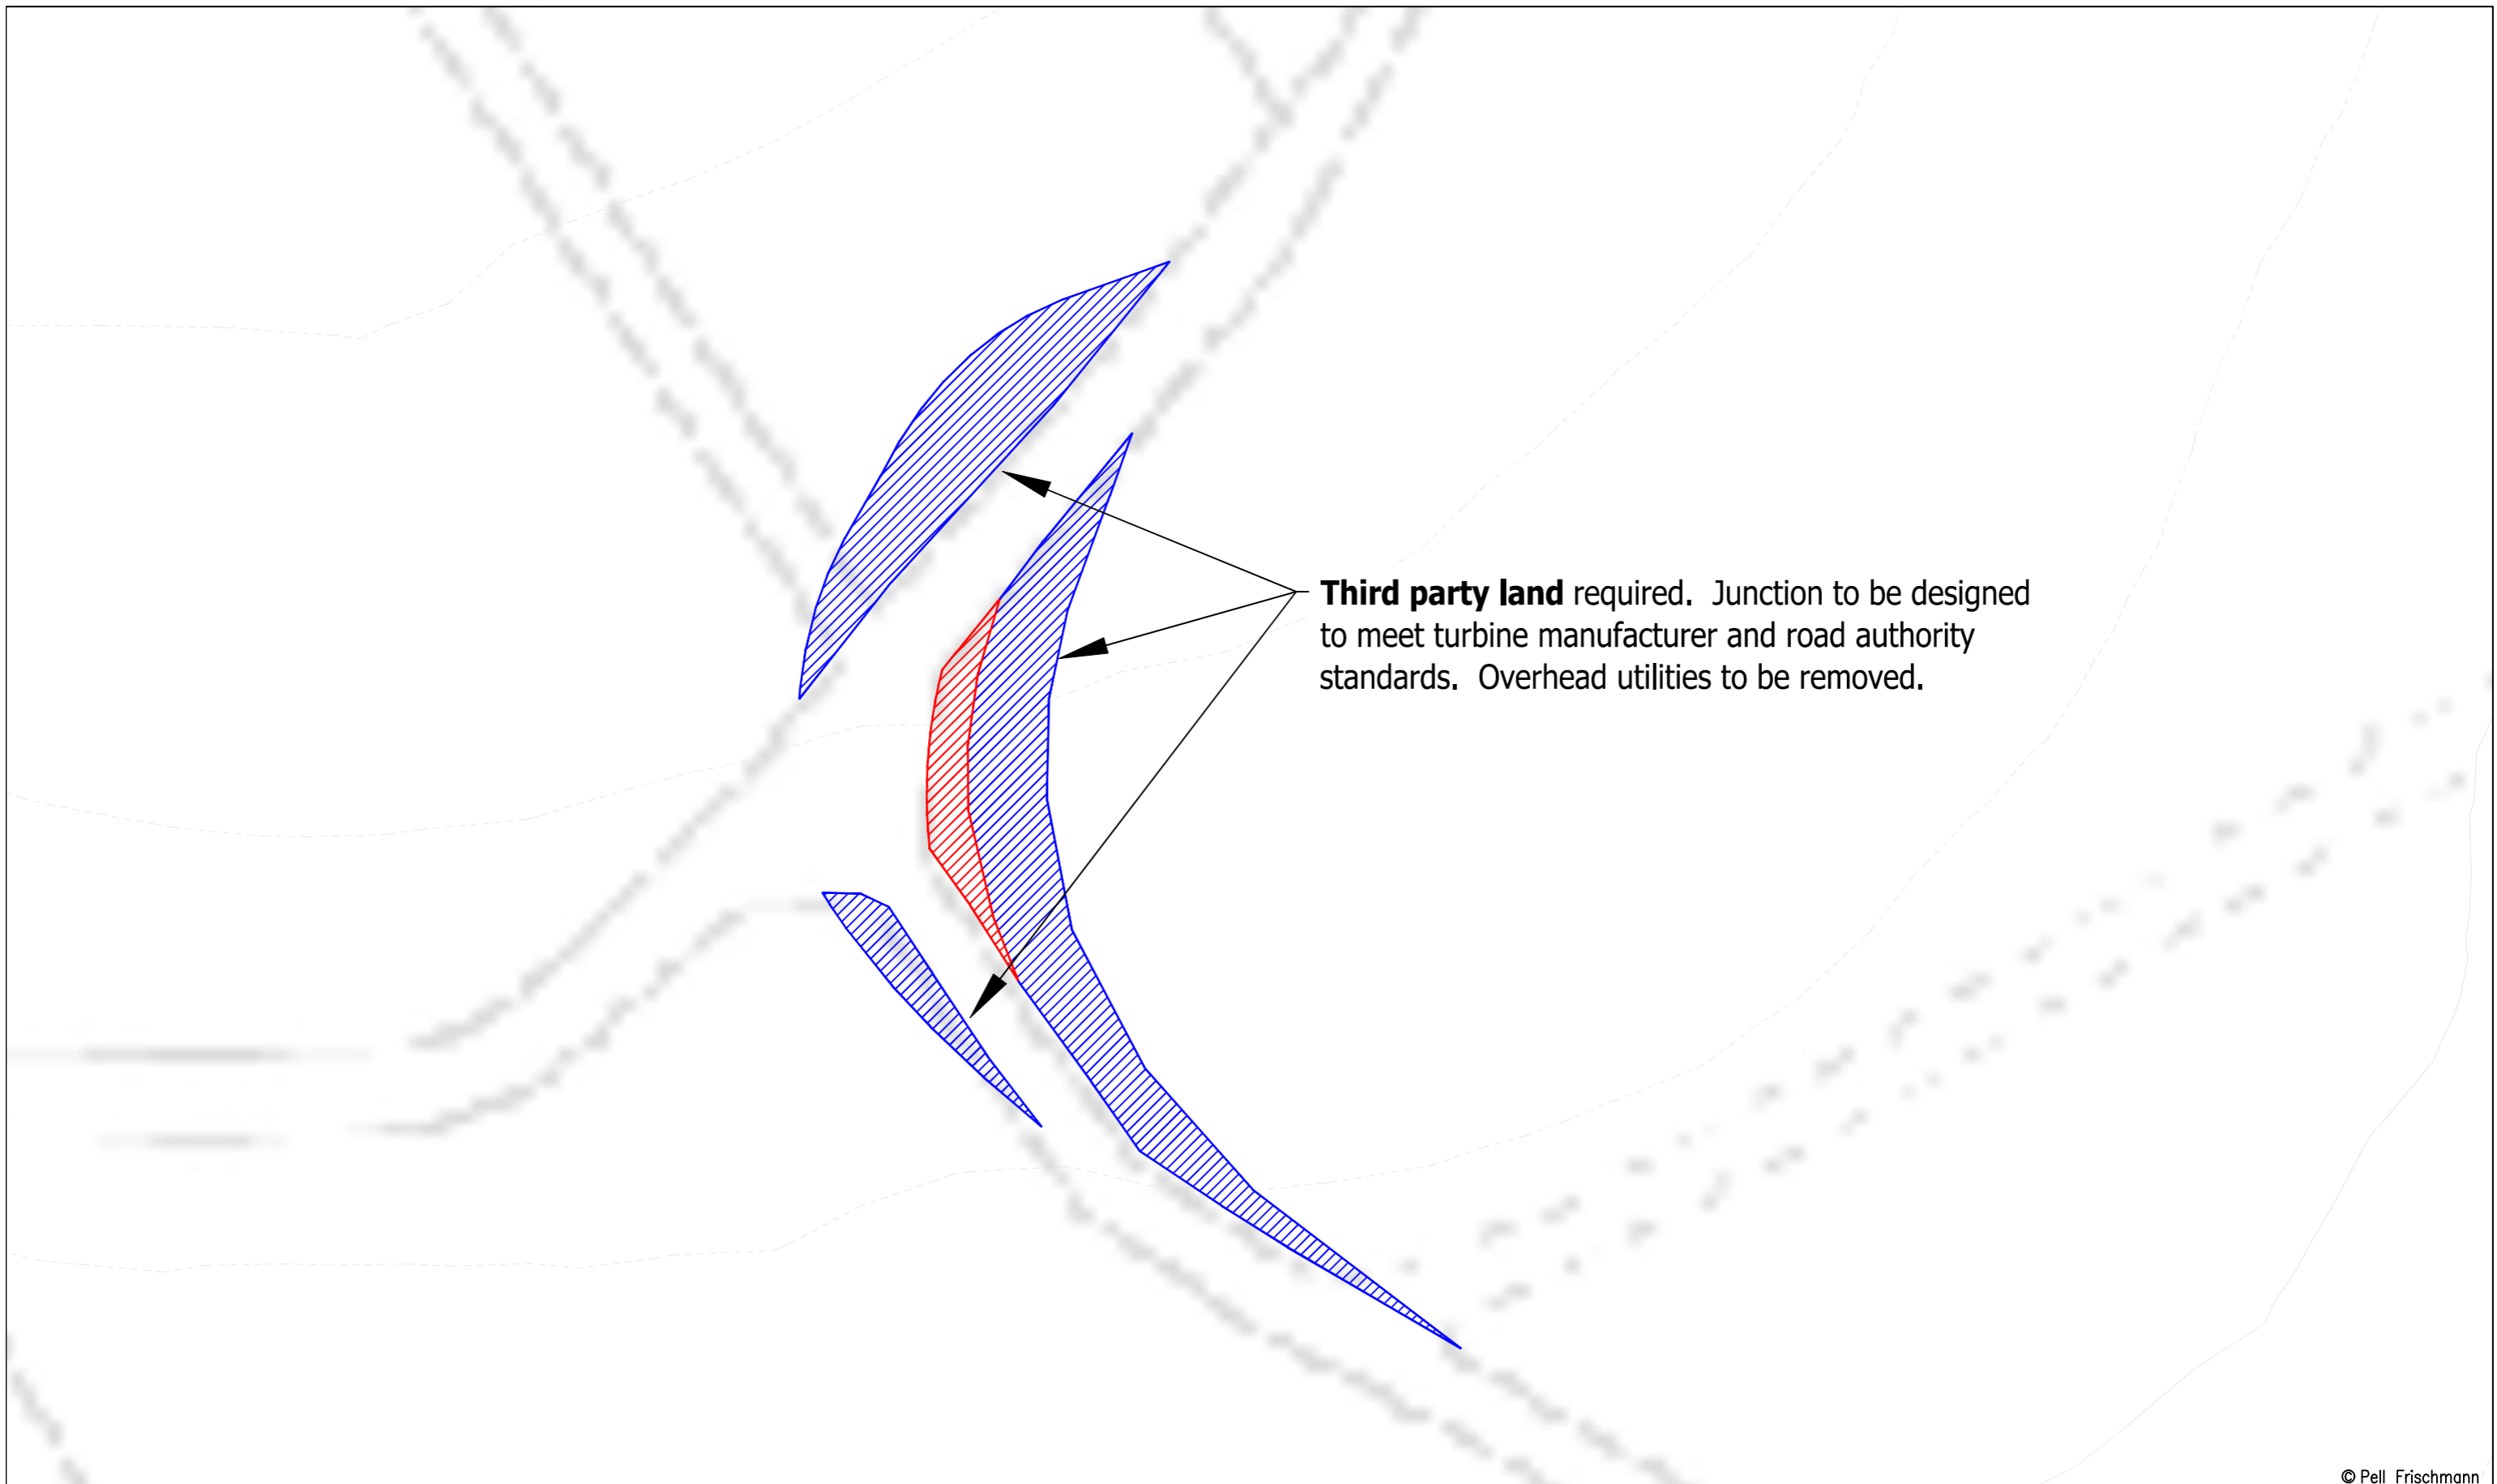 Third party land required. Junction to be designed
to meet turbine manufacturer and road authority
standards. Overhead utilities to be removed.
© Pell Frischmann